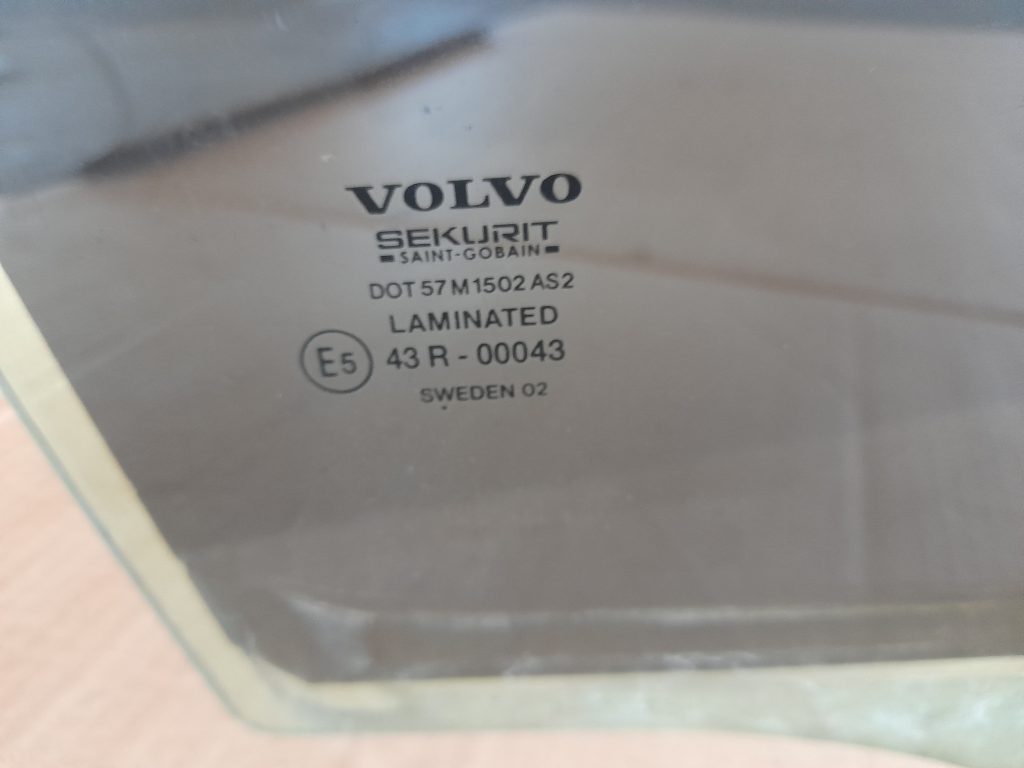 VOLVO
SEKURIT
SAINT-GOBAIN
DOT 57 M1502 AS2
LAMINATED
E5 43 R - 00043
SWEDEN 02